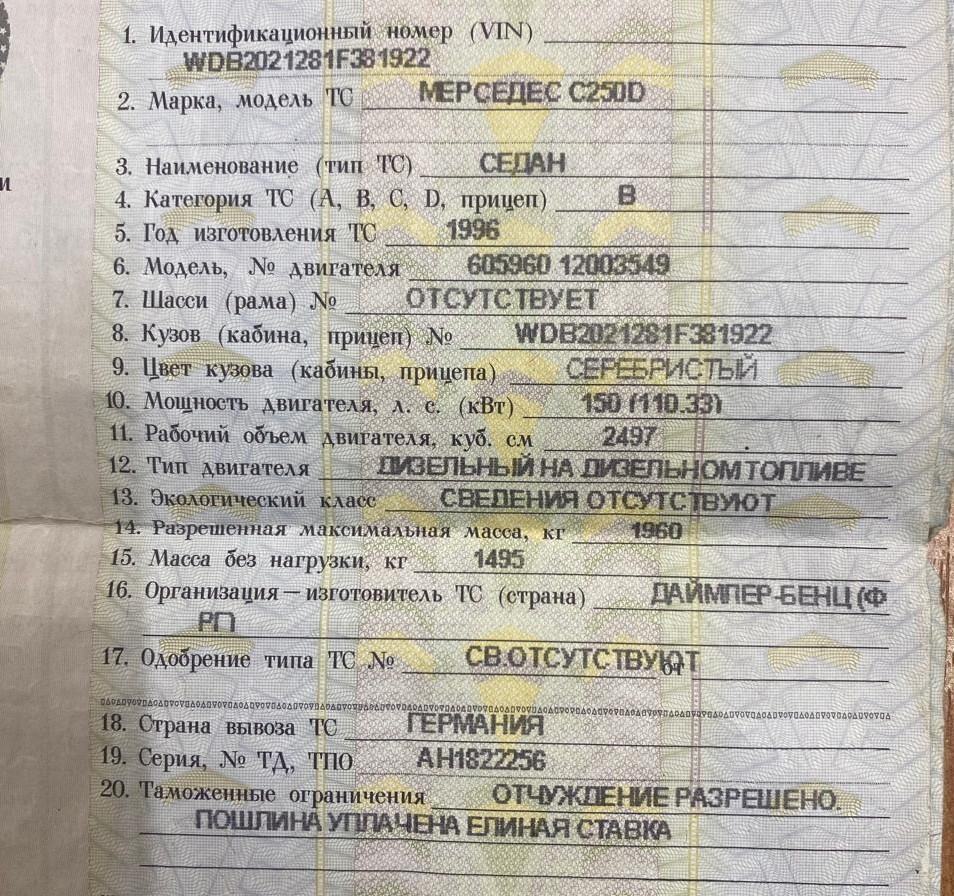 1. Идентификационный номер (VIN)
WDB2021281F381922
2. Марка, модель ТС МЕРСЕДЕС C250D
3. Наименование (тип ТС) СЕДАН
4. Категория ТС (A, B, C, D, прицеп) B
и
5. Год изготовления ТС 1996
6. Модель, № двигателя 605960 12003549
7. Шасси (рама) № ОТСУТСТВУЕТ
8. Кузов (кабина, прицеп) № WDB2021281F381922
9. Цвет кузова (кабины, прицепа) СЕРЕБРИСТЫЙ
10. Мощность двигателя, л. с. (кВт) 150 (110.33)
11. Рабочий объем двигателя, куб. см 2497
12. Тип двигателя ДИЗЕЛЬНЫЙ НА ДИЗЕЛЬНОМ ТОПЛИВЕ
13. Экологический класс СВЕДЕНИЯ ОТСУТСТВУЮТ
14. Разрешенная максимальная масса, кг 1960
15. Масса без нагрузки, кг 1495
16. Организация – изготовитель ТС (страна) ДАЙМЛЕР-БЕНЦ (Ф
РГ)
17. Одобрение типа ТС № СВ.ОТСУТСТВУЮТ от
18. Страна вывоза ТС ГЕРМАНИЯ
19. Серия, № ТД, ТПО АН1822256
20. Таможенные ограничения ОТЧУЖДЕНИЕ РАЗРЕШЕНО.
ПОШЛИНА УПЛАЧЕНА ЕДИНАЯ СТАВКА